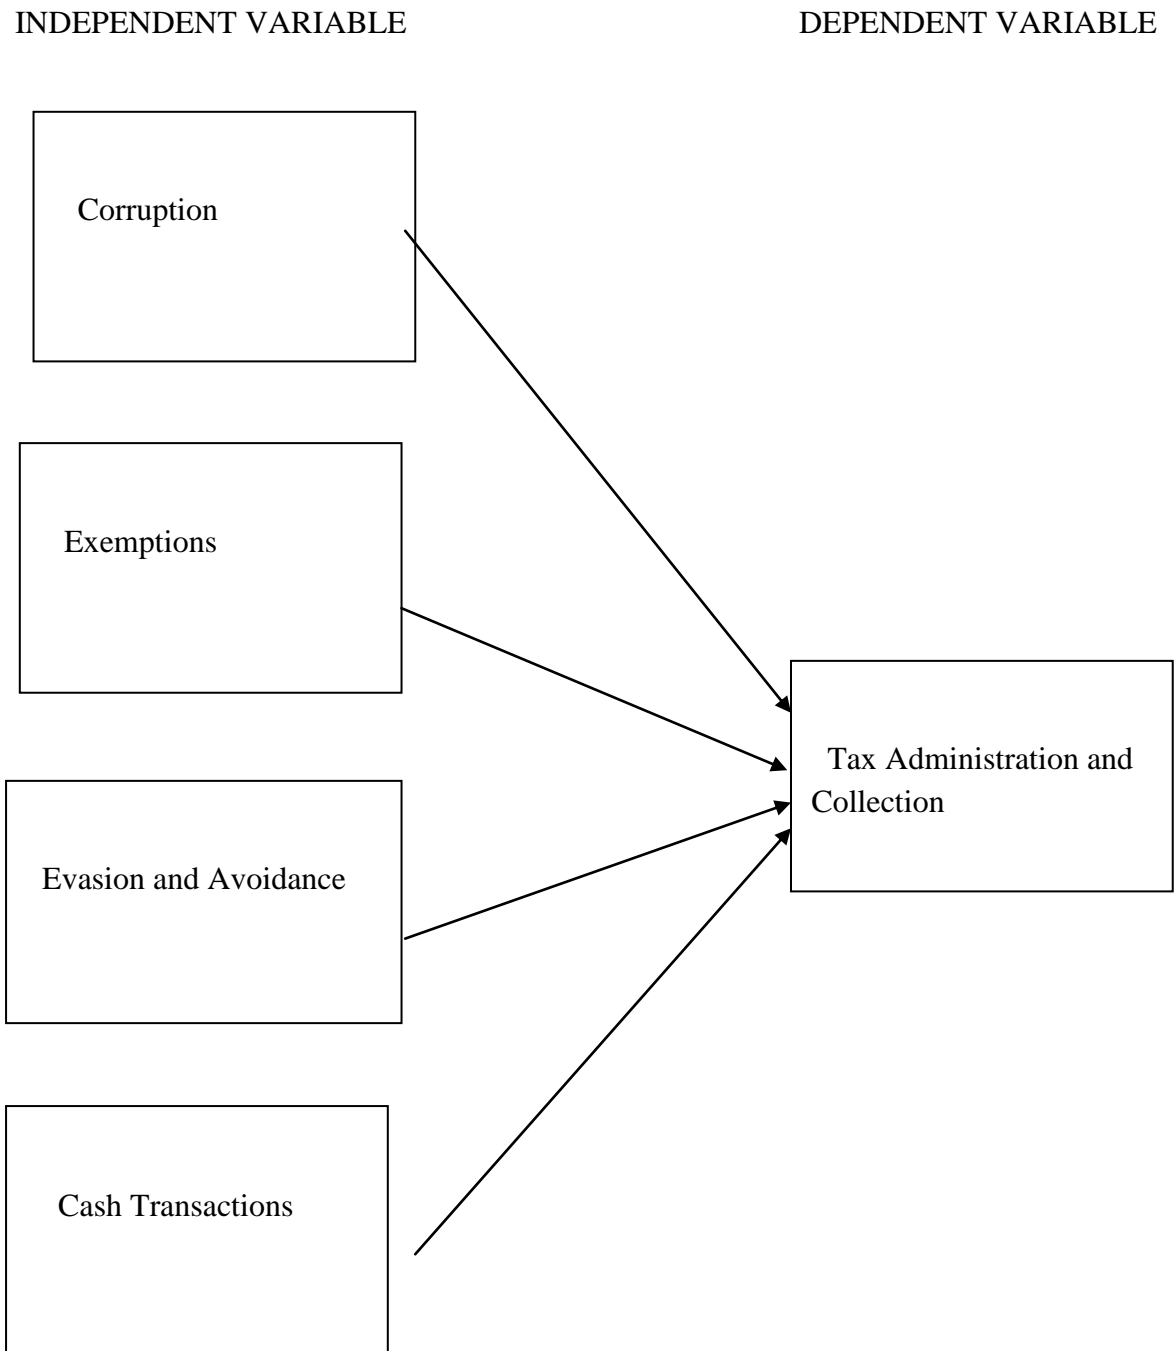 INDEPENDENT VARIABLE
DEPENDENT VARIABLE
Corruption
Exemptions
Evasion and Avoidance
Cash Transactions
Tax Administration and
Collection